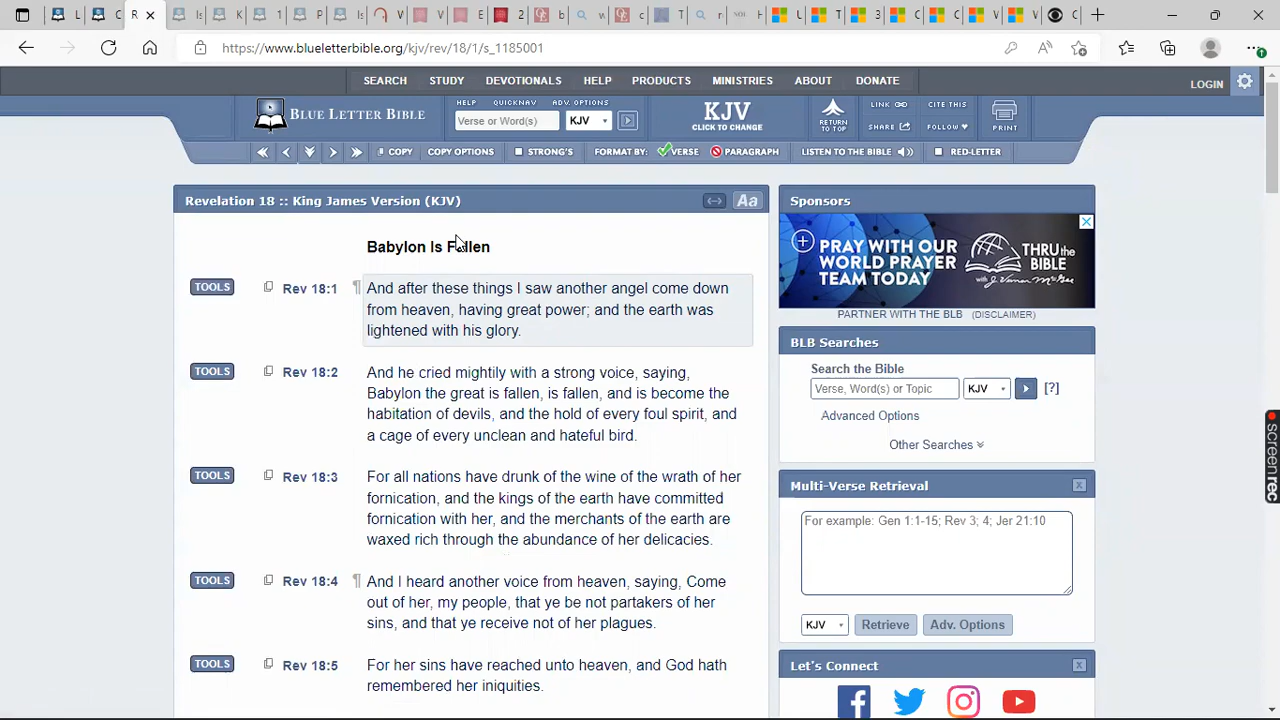 https://www.blueletterbible.org/kjv/rev/18/1/s_1185001
SEARCH STUDY DEVOTIONALS HELP PRODUCTS MINISTRIES ABOUT DONATE LOGIN
BLUE LETTER BIBLE
HELP QUICKNAV ADV. OPTIONS
Verse or Word(s) KJV
KJV
CLICK TO CHANGE
RETURN
TO TOP
LINK CITE THIS
SHARE FOLLOW
PRINT
COPY COPY OPTIONS STRONG'S FORMAT BY: VERSE PARAGRAPH LISTEN TO THE BIBLE RED-LETTER
Revelation 18 :: King James Version (KJV) Aa
Babylon Is Fallen
TOOLS Rev 18:1 ¶ And after these things I saw another angel come down
from heaven, having great power; and the earth was
lightened with his glory.
TOOLS Rev 18:2 And he cried mightily with a strong voice, saying,
Babylon the great is fallen, is fallen, and is become the
habitation of devils, and the hold of every foul spirit, and
a cage of every unclean and hateful bird.
TOOLS Rev 18:3 For all nations have drunk of the wine of the wrath of her
fornication, and the kings of the earth have committed
fornication with her, and the merchants of the earth are
waxed rich through the abundance of her delicacies.
TOOLS Rev 18:4 ¶ And I heard another voice from heaven, saying, Come
out of her, my people, that ye be not partakers of her
sins, and that ye receive not of her plagues.
TOOLS Rev 18:5 For her sins have reached unto heaven, and God hath
remembered her iniquities.
Sponsors
PRAY WITH OUR
WORLD PRAYER
TEAM TODAY
THRU THE
BIBLE
with J. Vernon McGee
PARTNER WITH THE BLB (DISCLAIMER)
BLB Searches
Search the Bible
Verse, Word(s) or Topic KJV [?]
Advanced Options
Other Searches
Multi-Verse Retrieval
For example: Gen 1:1-15; Rev 3; 4; Jer 21:10
KJV Retrieve Adv. Options
Let's Connect
screenrec